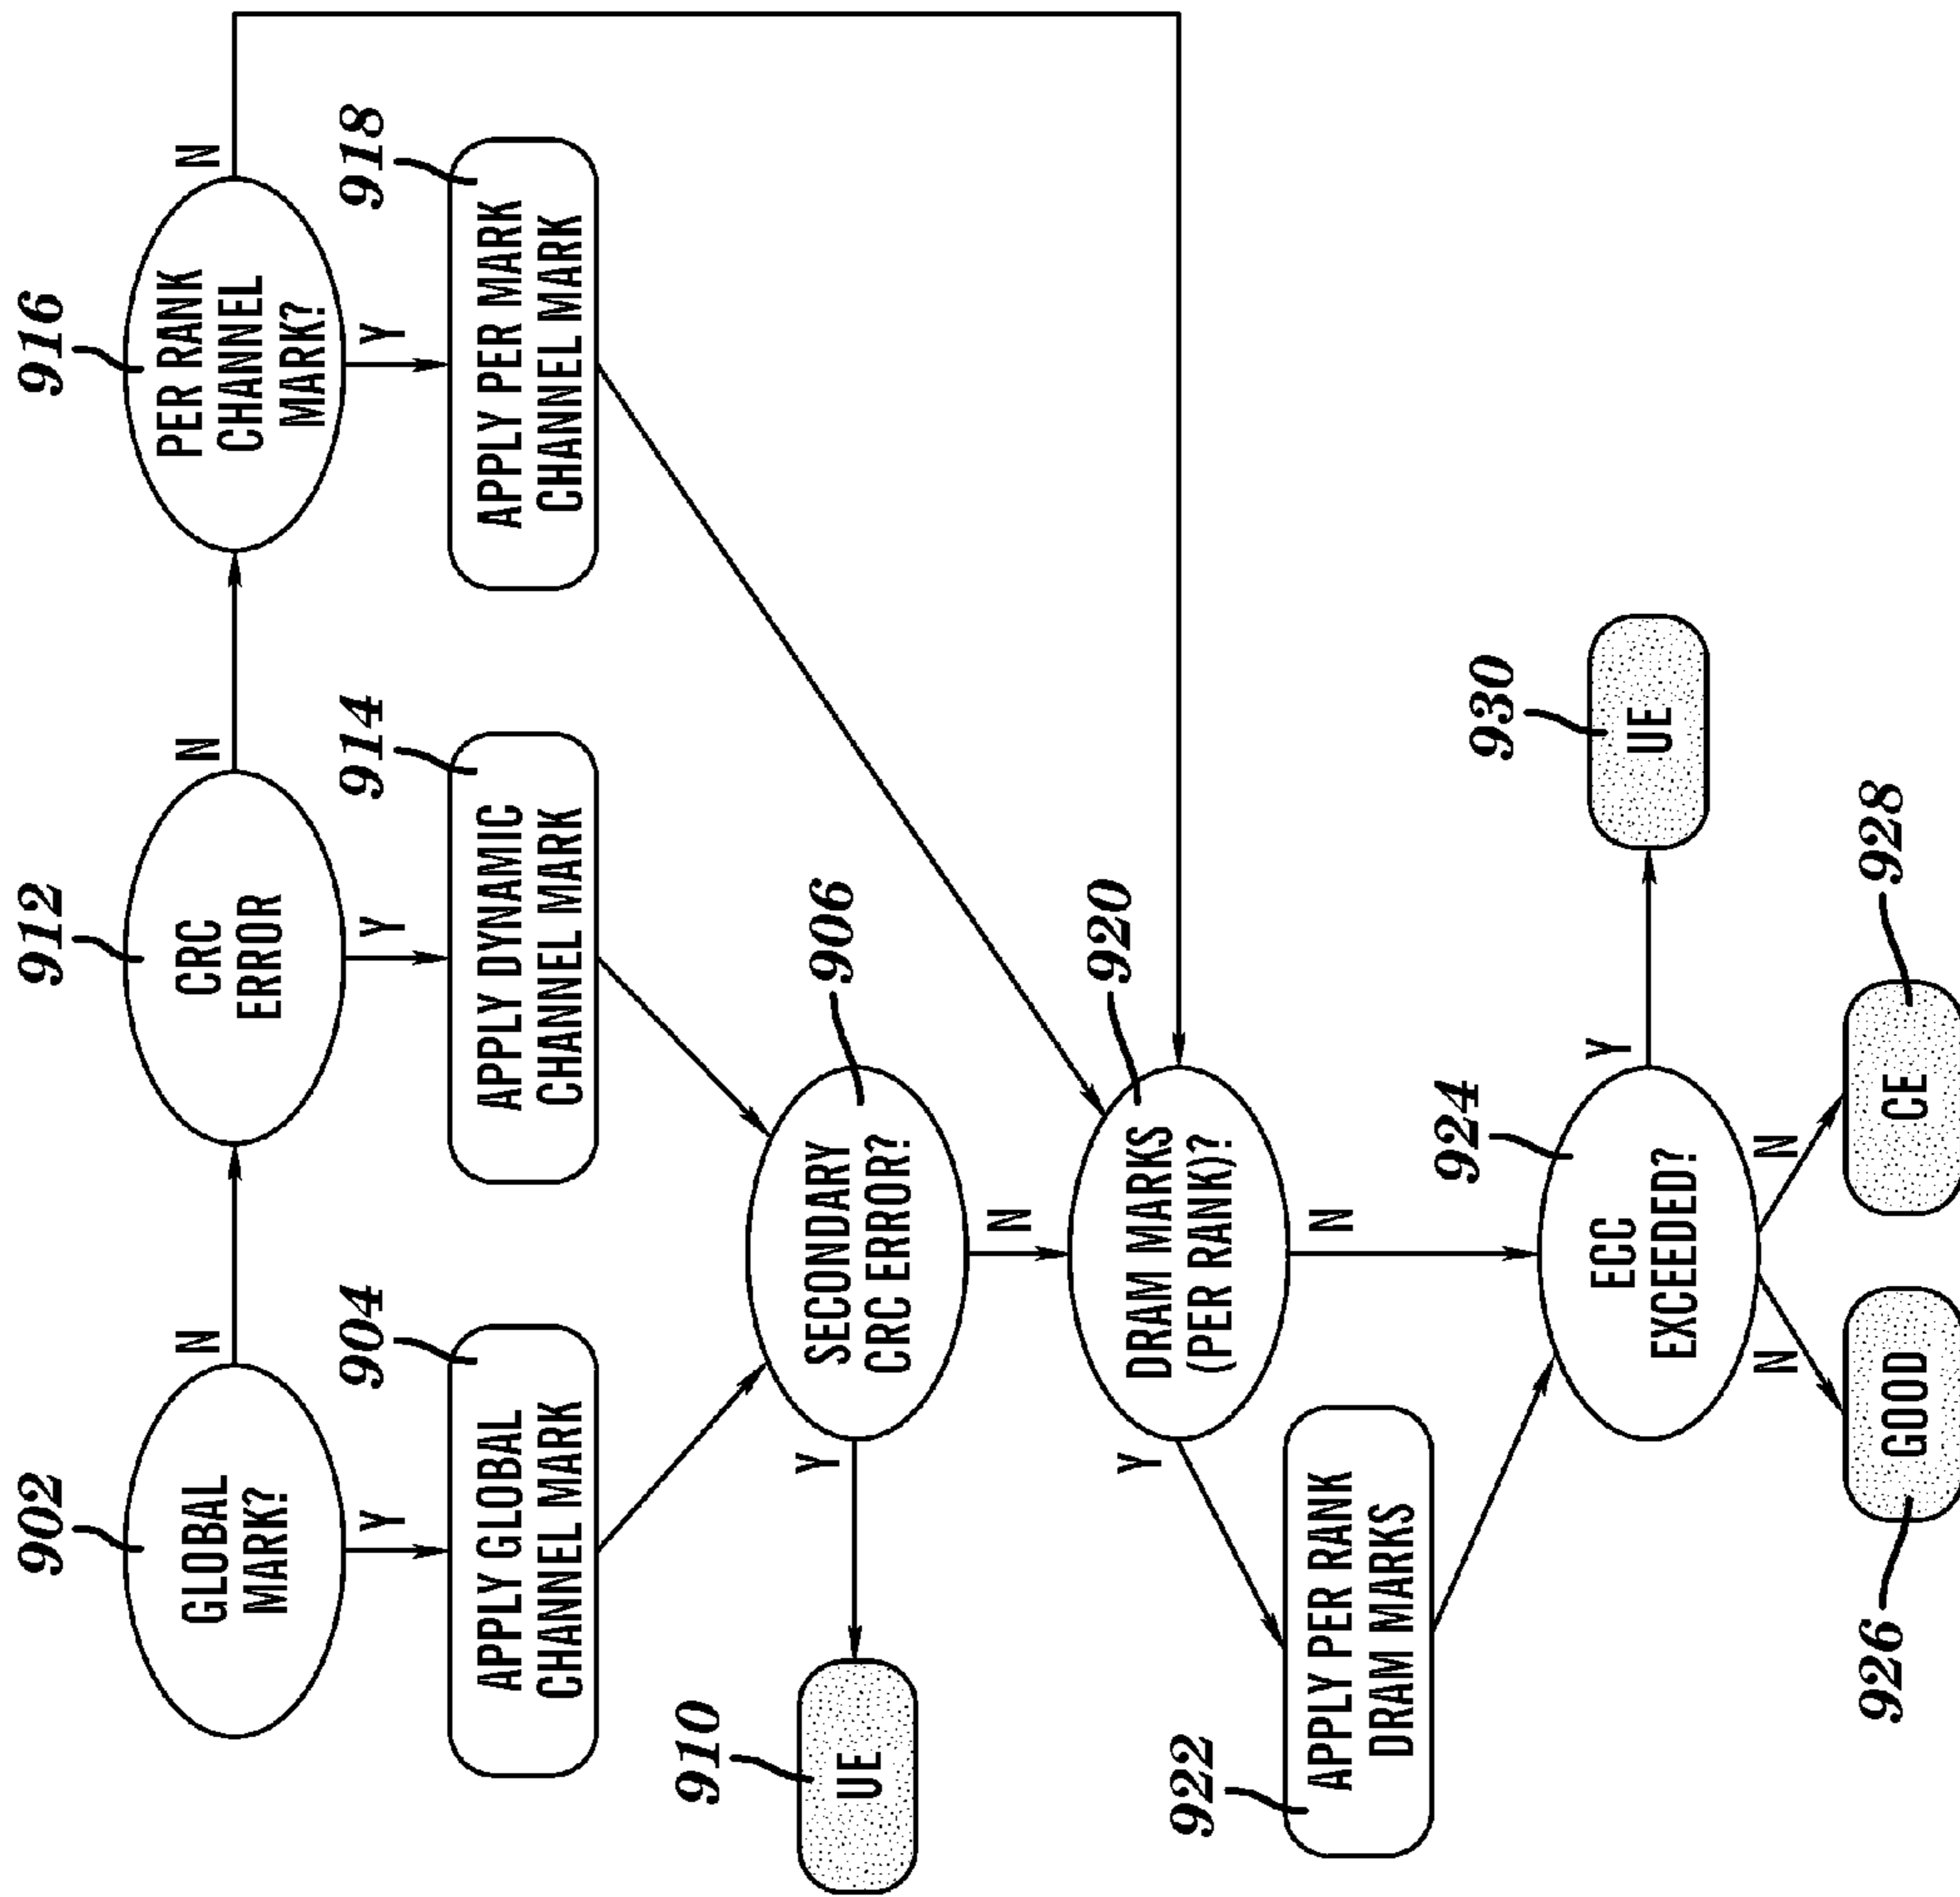 902
GLOBAL
MARK?
N
Y
912
CRC
ERROR
N
Y
916
PER RANK
CHANNEL
MARK?
N
Y
904
APPLY GLOBAL
CHANNEL MARK
914
APPLY DYNAMIC
CHANNEL MARK
918
APPLY PER MARK
CHANNEL MARK
906
SECONDARY
CRC ERROR?
Y
N
910
UE
920
DRAM MARKS
(PER RANK)?
Y
N
922
APPLY PER RANK
DRAM MARKS
924
ECC
EXCEEDED?
Y
N
N
930
UE
926
GOOD
928
CE